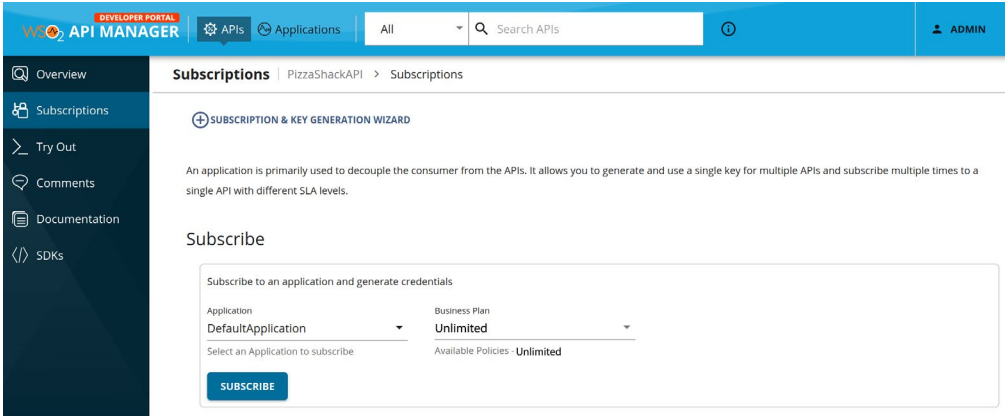 DEVELOPER PORTAL
WSO2 API MANAGER
APIs
Applications
All
Search APIs
ADMIN
Overview
Subscriptions
Try Out
Comments
Documentation
SDKs
Subscriptions | PizzaShackAPI > Subscriptions
SUBSCRIPTION & KEY GENERATION WIZARD
An application is primarily used to decouple the consumer from the APIs. It allows you to generate and use a single key for multiple APIs and subscribe multiple times to a
single API with different SLA levels.
Subscribe
Subscribe to an application and generate credentials
Application
DefaultApplication
Select an Application to subscribe
Business Plan
Unlimited
Available Policies - Unlimited
SUBSCRIBE